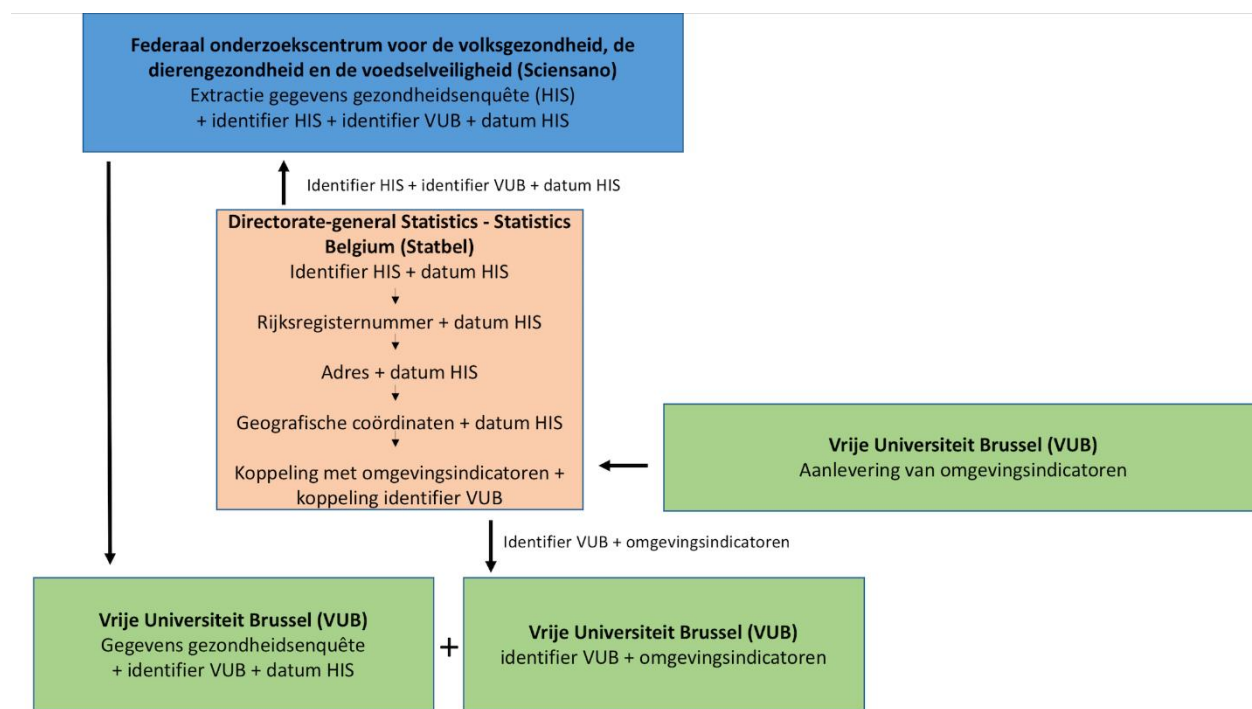 Federaal onderzoekscentrum voor de volksgezondheid, de
dierengezondheid en de voedselveiligheid (Sciensano)
Extractie gegevens gezondheidsenquête (HIS)
+ identifier HIS + identifier VUB + datum HIS
Identifier HIS + identifier VUB + datum HIS
Directorate-general Statistics - Statistics
Belgium (Statbel)
Identifier HIS + datum HIS
Rijksregisternummer + datum HIS
Adres + datum HIS
Geografische coördinaten + datum HIS
Koppeling met omgevingsindicatoren +
koppeling identifier VUB
Vrije Universiteit Brussel (VUB)
Aanlevering van omgevingsindicatoren
Identifier VUB + omgevingsindicatoren
Vrije Universiteit Brussel (VUB)
Gegevens gezondheidsenquête
+ identifier VUB + datum HIS
+
Vrije Universiteit Brussel (VUB)
identifier VUB + omgevingsindicatoren